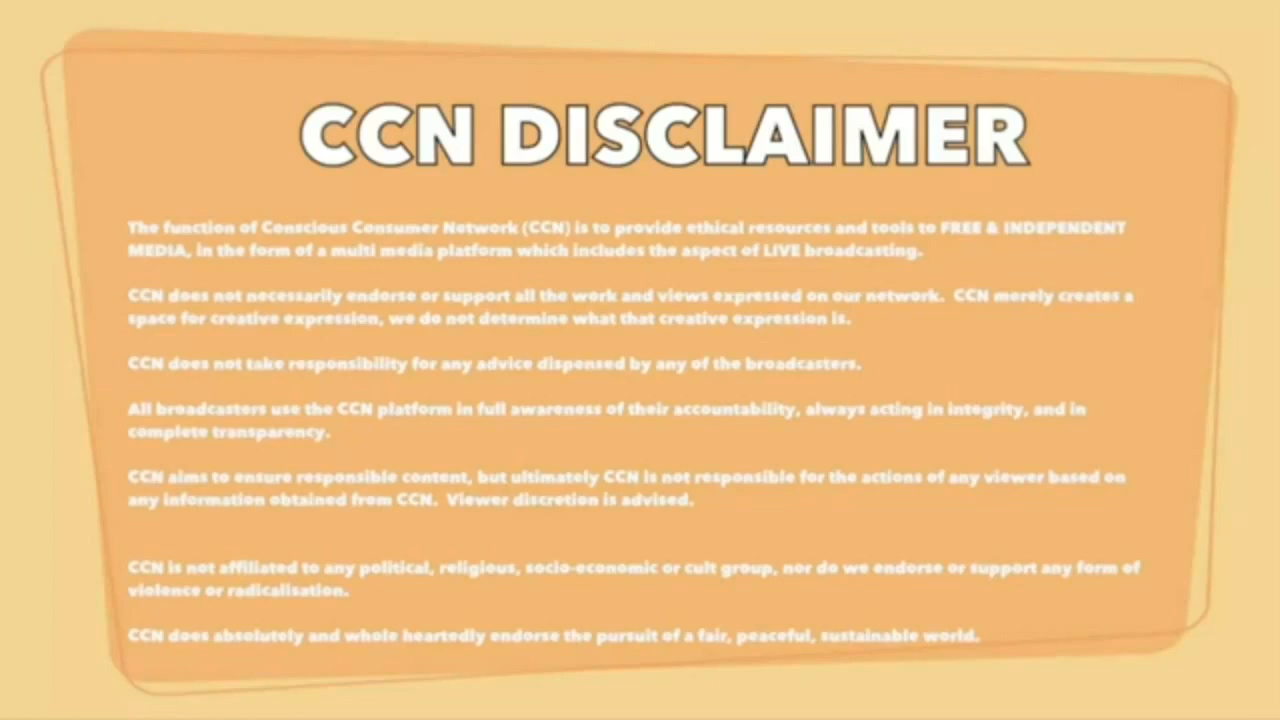 CCN DISCLAIMER
The function of Conscious Consumer Network (CCN) is to provide ethical resources and tools to FREE & INDEPENDENT
MEDIA, in the form of a multi media platform which includes the aspect of LIVE broadcasting.
CCN does not necessarily endorse or support all the work and views expressed on our network.  CCN merely creates a
space for creative expression, we do not determine what that creative expression is.
CCN does not take responsibility for any advice dispensed by any of the broadcasters.
All broadcasters use the CCN platform in full awareness of their accountability, always acting in integrity, and in
complete transparency.
CCN aims to ensure responsible content, but ultimately CCN is not responsible for the actions of any viewer based on
any information obtained from CCN.  Viewer discretion is advised.
CCN is not affiliated to any political, religious, socio-economic or cult group, nor do we endorse or support any form of
violence or radicalisation.
CCN does absolutely and whole heartedly endorse the pursuit of a fair, peaceful, sustainable world.